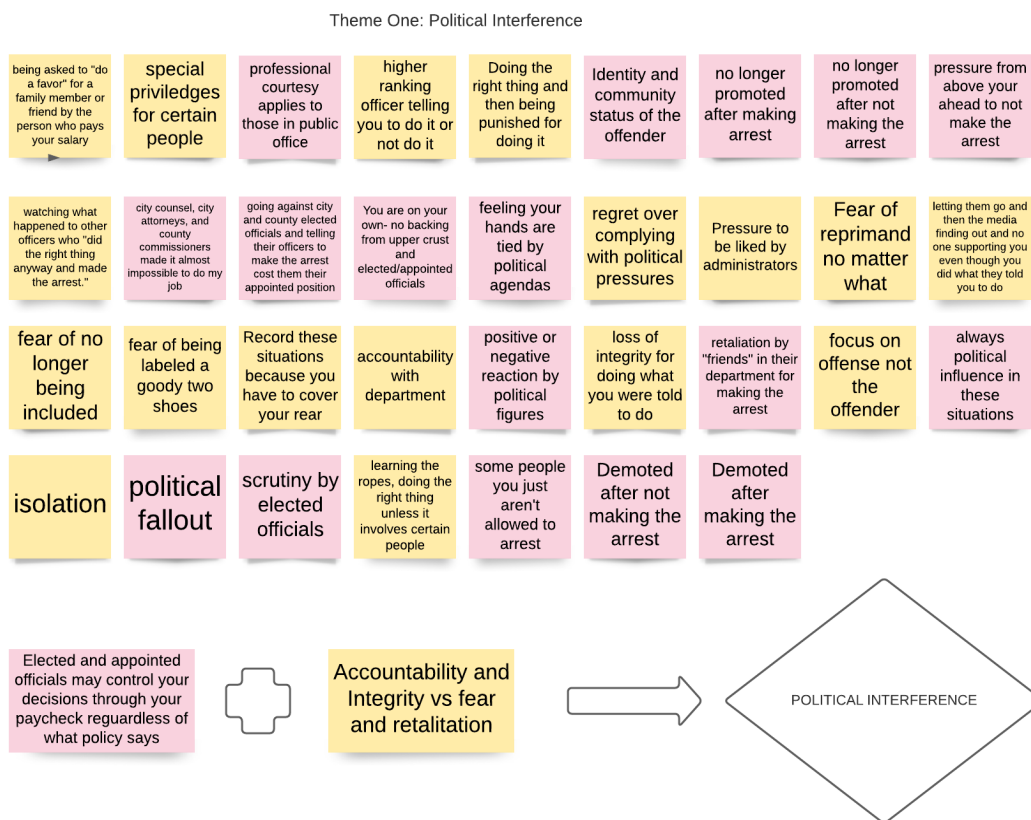 Theme One: Political Interference
being asked to "do
a favor" for a
family member or
friend by the
person who pays
your salary
special
priviledges
for certain
people
professional
courtesy
applies to
those in public
office
higher
ranking
officer telling
you to do it or
not do it
Doing the
right thing and
then being
punished for
doing it
Identity and
community
status of the
offender
no longer
promoted
after making
arrest
no longer
promoted
after not
making the
arrest
pressure from
above your
ahead to not
make the
arrest
watching what
happened to other
officers who "did
the right thing
anyway and made
the arrest."
city counsel, city
attorneys, and
county
commissioners
made it almost
impossible to do my
job
going against city
and county elected
officials and telling
their officers to
make the arrest
cost them their
appointed position
You are on your
own- no backing
from upper crust
and
elected/appointed
officials
feeling your
hands are
tied by
political
agendas
regret over
complying
with political
pressures
Pressure to
be liked by
administrators
Fear of
reprimand
no matter
what
letting them go and
then the media
finding out and no
one supporting you
even though you
did what they told
you to do
fear of no
longer
being
included
fear of being
labeled a
goody two
shoes
Record these
situations
because you
have to cover
your rear
accountability
with
department
positive or
negative
reaction by
political
figures
loss of
integrity for
doing what
you were told
to do
retaliation by
"friends" in their
department for
making the
arrest
focus on
offense not
the
offender
always
political
influence in
these
situations
isolation
political
fallout
scrutiny by
elected
officials
learning the
ropes, doing the
right thing
unless it
involves certain
people
some people
you just
aren't
allowed to
arrest
Demoted
after not
making the
arrest
Demoted
after
making the
arrest
Elected and appointed
officials may control your
decisions through your
paycheck reguardless of
what policy says
Accountability and
Integrity vs fear
and retalitation
POLITICAL INTERFERENCE